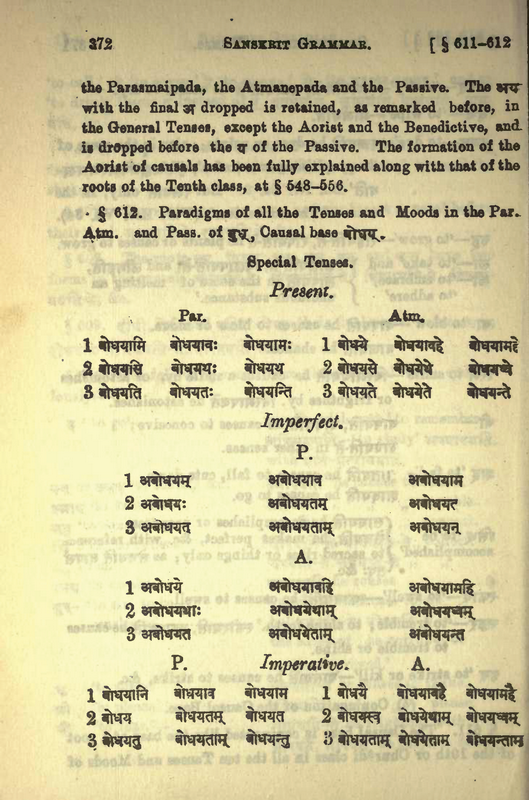 372 SANSKRIT GRAMMAR. [ § 611-612
the Parasmaipada, the Atmanepada and the Passive. The अय
with the final अ dropped is retained, as remarked before, in
the General Tenses, except the Aorist and the Benedictive, and
is dropped before the य of the Passive. The formation of the
Aorist of causals has been fully explained along with that of the
roots of the Tenth class, at § 548-556.
§ 612. Paradigms of all the Tenses and Moods in the Par.
Atm. and Pass. of बुध्, Causal base बोधय्.
Special Tenses.
Present.
Par. Atm.
1 बोधयामि बोधयावः बोधयामः 1 बोधये बोधयावहे बोधयामहे
2 बोधयसि बोधयथः बोधयथ 2 बोधयसे बोधयेथे बोधयध्वे
3 बोधयति बोधयतः बोधयन्ति 3 बोधयते बोधयेते बोधयन्ते
Imperfect.
P.
1 अबोधयम् अबोधयाव अबोधयाम
2 अबोधयः अबोधयतम् अबोधयत
3 अबोधयत अबोधयताम् अबोधयन्
A.
1 अबोधये अबोधयावहि अबोधयामहि
2 अबोधयथाः अबोधयेथाम् अबोधयध्वम्
3 अबोधयत अबोधयेताम् अबोधयन्त
P. Imperative. A.
1 बोधयानि बोधयाव बोधयाम 1 बोधयै बोधयावहै बोधयामहै
2 बोधय बोधयतम् बोधयत 2 बोधयस्व बोधयेथाम् बोधयध्वम्
3 बोधयतु बोधयताम् बोधयन्तु 3 बोधयताम् बोधयेताम् बोधयन्ताम्